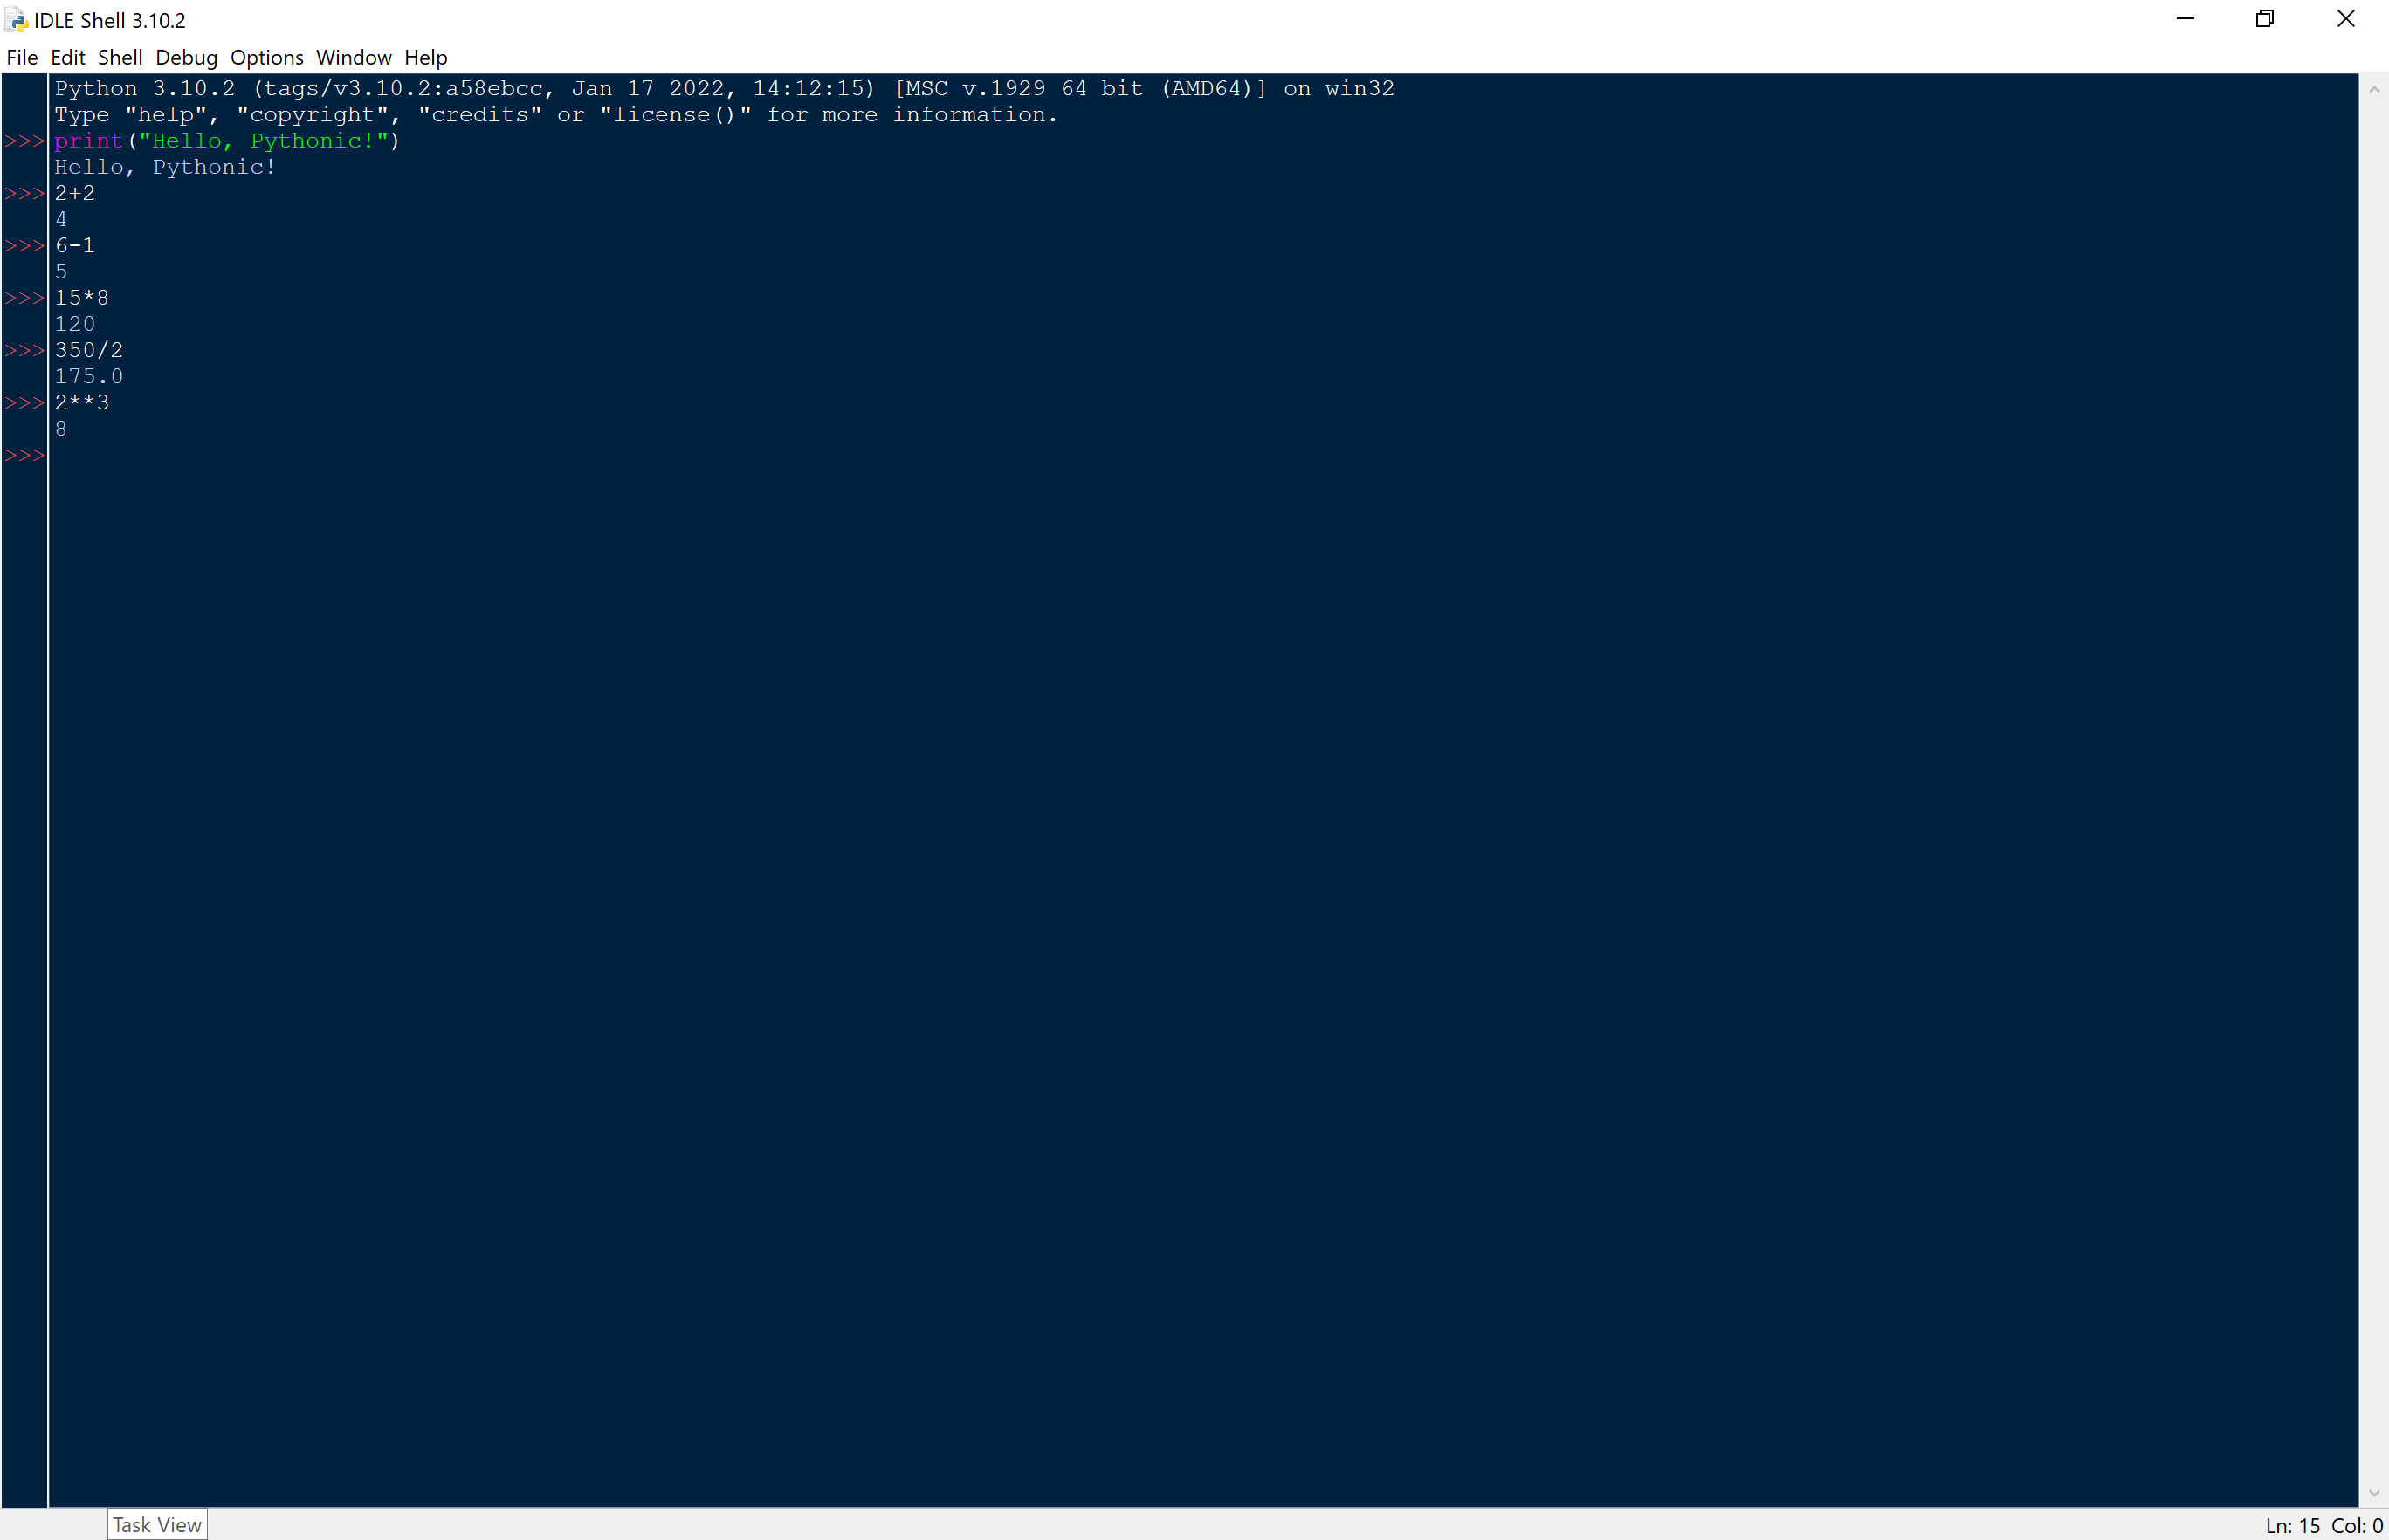 IDLE Shell 3.10.2
File Edit Shell Debug Options Window Help
Python 3.10.2 (tags/v3.10.2:a58ebcc, Jan 17 2022, 14:12:15) [MSC v.1929 64 bit (AMD64)] on win32
Type "help", "copyright", "credits" or "license()" for more information.
>>> print("Hello, Pythonic!")
Hello, Pythonic!
>>> 2+2
4
>>> 6-1
5
>>> 15*8
120
>>> 350/2
175.0
>>> 2**3
8
>>>
Task View
Ln: 15 Col: 0